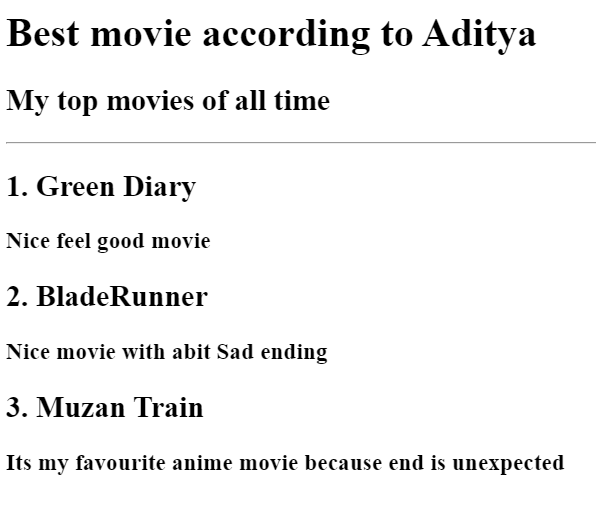 Best movie according to Aditya
My top movies of all time
1. Green Diary
Nice feel good movie
2. BladeRunner
Nice movie with abit Sad ending
3. Muzan Train
Its my favourite anime movie because end is unexpected